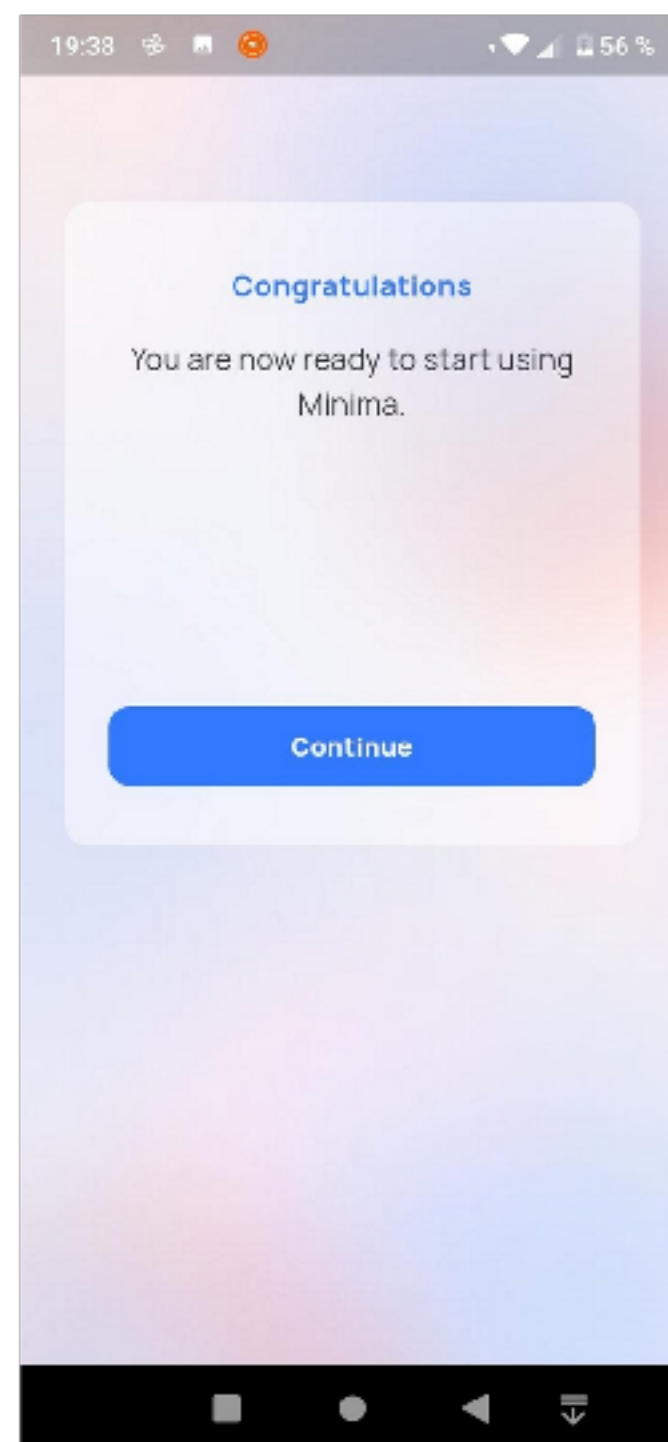 19:38 56 %
Congratulations
You are now ready to start using
Minima.
Continue